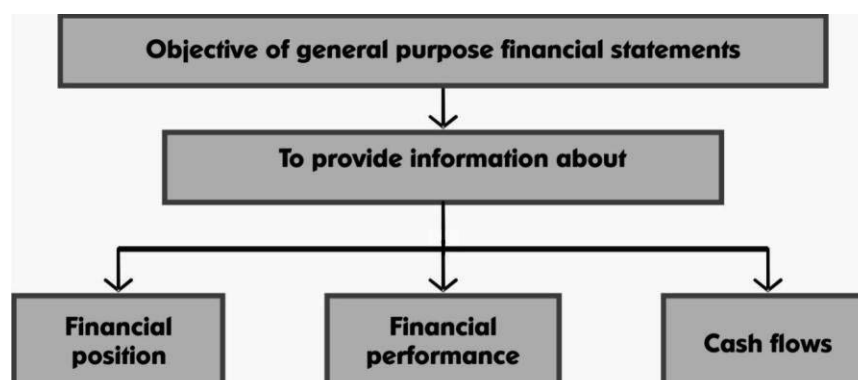 Objective of general purpose financial statements
To provide information about
Financial
position
Financial
performance
Cash flows